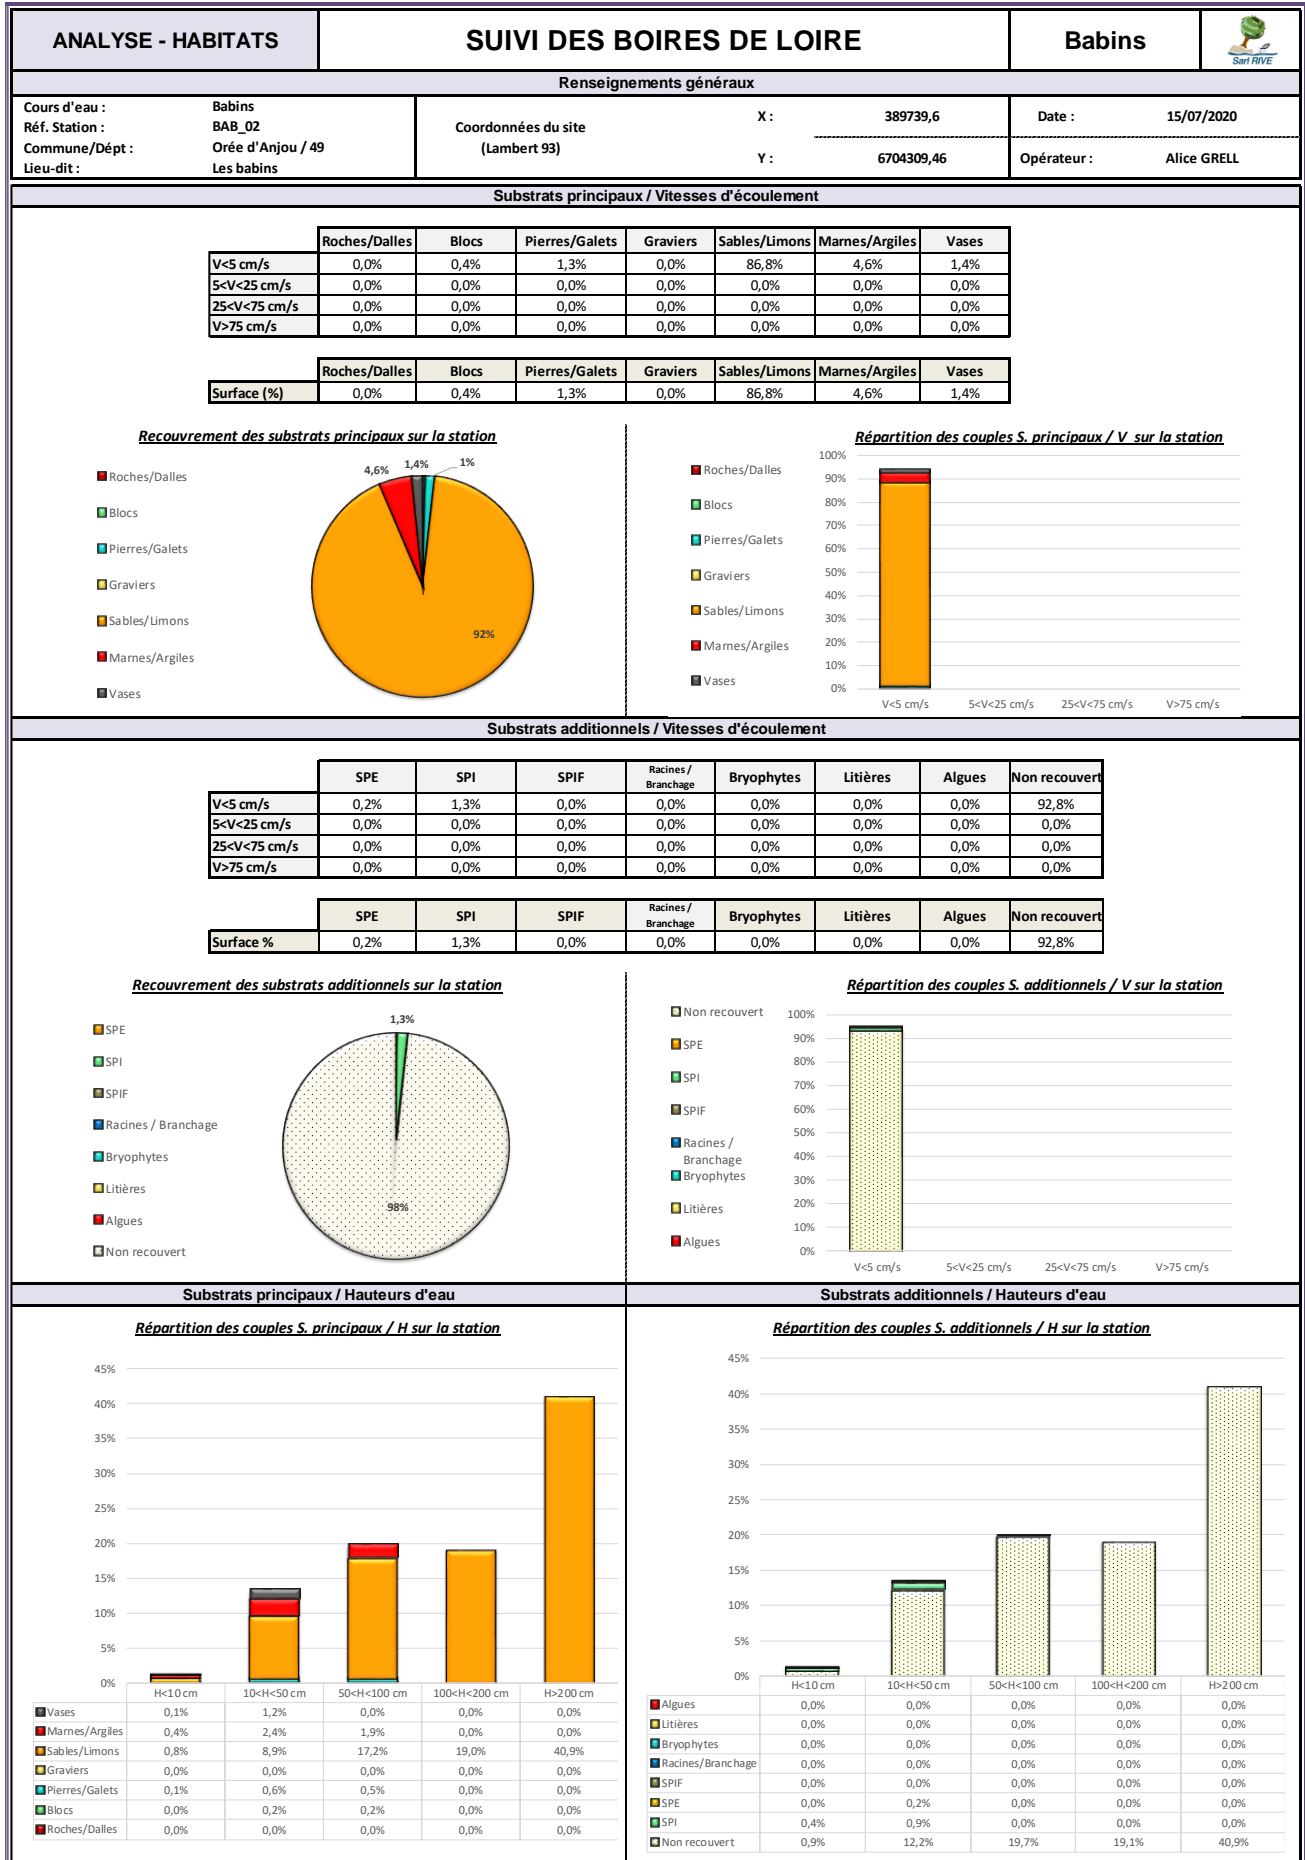 ANALYSE - HABITATS
SUIVI DES BOIRES DE LOIRE
Babins
Sarl RIVE
Renseignements généraux
Cours d'eau : Babins
Réf. Station : BAB_02
Commune/Dépt : Orée d'Anjou / 49
Lieu-dit : Les babins
Coordonnées du site
(Lambert 93)
X : 389739,6
Y : 6704309,46
Date : 15/07/2020
Opérateur : Alice GRELL
Substrats principaux / Vitesses d'écoulement
Roches/Dalles Blocs Pierres/Galets Graviers Sables/Limons Marnes/Argiles Vases
V<5 cm/s 0,0% 0,4% 1,3% 0,0% 86,8% 4,6% 1,4%
5<V<25 cm/s 0,0% 0,0% 0,0% 0,0% 0,0% 0,0% 0,0%
25<V<75 cm/s 0,0% 0,0% 0,0% 0,0% 0,0% 0,0% 0,0%
V>75 cm/s 0,0% 0,0% 0,0% 0,0% 0,0% 0,0% 0,0%
Roches/Dalles Blocs Pierres/Galets Graviers Sables/Limons Marnes/Argiles Vases
Surface (%) 0,0% 0,4% 1,3% 0,0% 86,8% 4,6% 1,4%
Recouvrement des substrats principaux sur la station
Roches/Dalles
Blocs
Pierres/Galets
Graviers
Sables/Limons
Marnes/Argiles
Vases
4,6% 1,4% 1%
92%
Répartition des couples S. principaux / V sur la station
Roches/Dalles
Blocs
Pierres/Galets
Graviers
Sables/Limons
Marnes/Argiles
Vases
100%
90%
80%
70%
60%
50%
40%
30%
20%
10%
0%
V<5 cm/s 5<V<25 cm/s 25<V<75 cm/s V>75 cm/s
Substrats additionnels / Vitesses d'écoulement
SPE SPI SPIF Racines / Branchage Bryophytes Litières Algues Non recouvert
V<5 cm/s 0,2% 1,3% 0,0% 0,0% 0,0% 0,0% 0,0% 92,8%
5<V<25 cm/s 0,0% 0,0% 0,0% 0,0% 0,0% 0,0% 0,0% 0,0%
25<V<75 cm/s 0,0% 0,0% 0,0% 0,0% 0,0% 0,0% 0,0% 0,0%
V>75 cm/s 0,0% 0,0% 0,0% 0,0% 0,0% 0,0% 0,0% 0,0%
SPE SPI SPIF Racines / Branchage Bryophytes Litières Algues Non recouvert
Surface % 0,2% 1,3% 0,0% 0,0% 0,0% 0,0% 0,0% 92,8%
Recouvrement des substrats additionnels sur la station
SPE
SPI
SPIF
Racines / Branchage
Bryophytes
Litières
Algues
Non recouvert
1,3%
98%
Répartition des couples S. additionnels / V sur la station
Non recouvert
SPE
SPI
SPIF
Racines /
Branchage
Bryophytes
Litières
Algues
100%
90%
80%
70%
60%
50%
40%
30%
20%
10%
0%
V<5 cm/s 5<V<25 cm/s 25<V<75 cm/s V>75 cm/s
Substrats principaux / Hauteurs d'eau
Répartition des couples S. principaux / H sur la station
45%
40%
35%
30%
25%
20%
15%
10%
5%
0%
H<10 cm 10<H<50 cm 50<H<100 cm 100<H<200 cm H>200 cm
Vases 0,1% 1,2% 0,0% 0,0% 0,0%
Marnes/Argiles 0,4% 2,4% 1,9% 0,0% 0,0%
Sables/Limons 0,8% 8,9% 17,2% 19,0% 40,9%
Graviers 0,0% 0,0% 0,0% 0,0% 0,0%
Pierres/Galets 0,1% 0,6% 0,5% 0,0% 0,0%
Blocs 0,0% 0,2% 0,2% 0,0% 0,0%
Roches/Dalles 0,0% 0,0% 0,0% 0,0% 0,0%
Substrats additionnels / Hauteurs d'eau
Répartition des couples S. additionnels / H sur la station
45%
40%
35%
30%
25%
20%
15%
10%
5%
0%
H<10 cm 10<H<50 cm 50<H<100 cm 100<H<200 cm H>200 cm
Algues 0,0% 0,0% 0,0% 0,0% 0,0%
Litières 0,0% 0,0% 0,0% 0,0% 0,0%
Bryophytes 0,0% 0,0% 0,0% 0,0% 0,0%
Racines/Branchage 0,0% 0,0% 0,0% 0,0% 0,0%
SPIF 0,0% 0,0% 0,0% 0,0% 0,0%
SPE 0,0% 0,2% 0,0% 0,0% 0,0%
SPI 0,4% 0,9% 0,0% 0,0% 0,0%
Non recouvert 0,9% 12,2% 19,7% 19,1% 40,9%